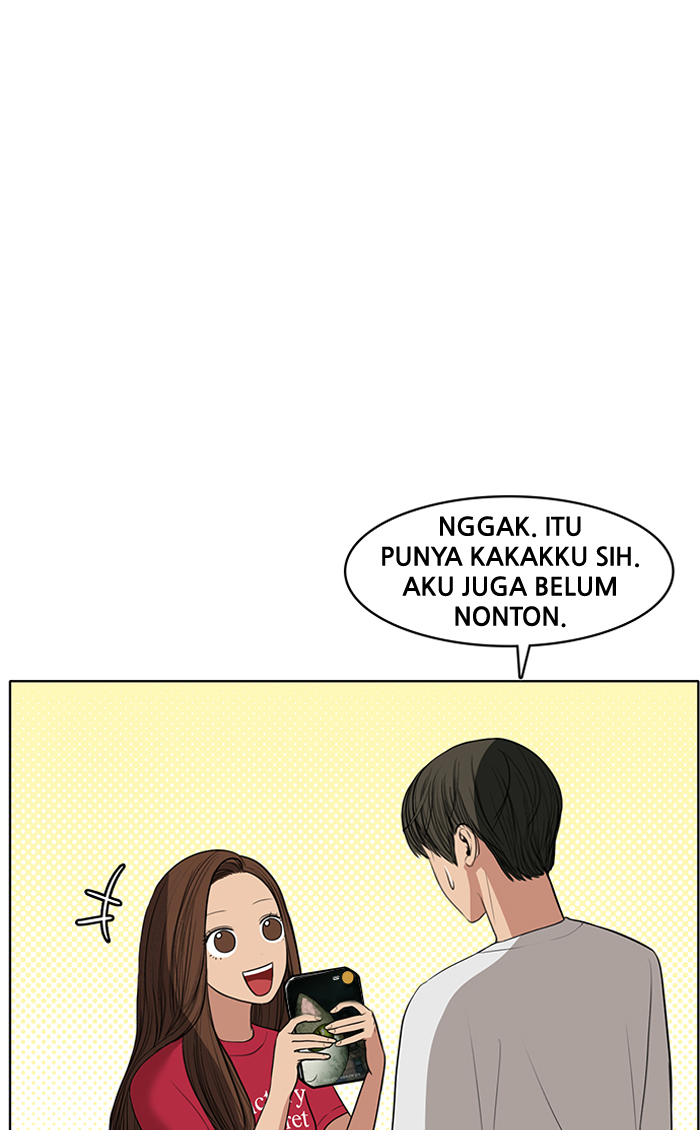 NGGAK. ITU
PUNYA KAKAKKU SIH.
AKU JUGA BELUM
NONTON.